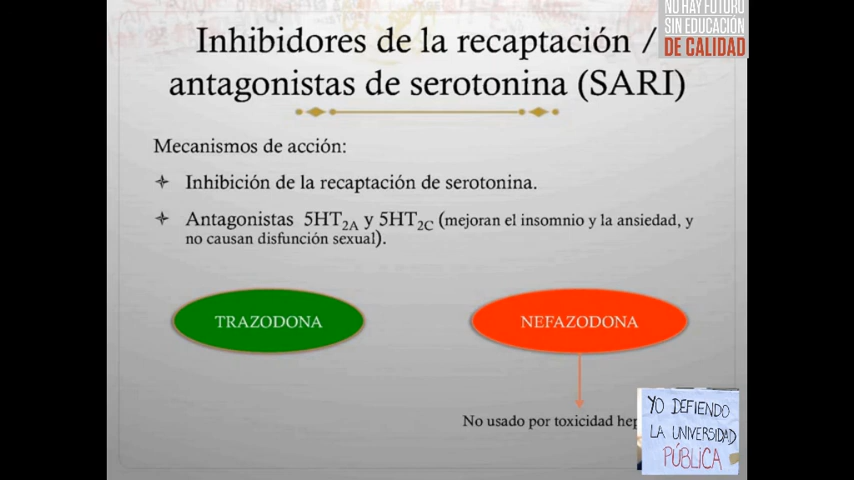 NO HAY FUTURO
SIN EDUCACIÓN
DE CALIDAD
Inhibidores de la recaptación /
antagonistas de serotonina (SARI)
Mecanismos de acción:
Inhibición de la recaptación de serotonina.
Antagonistas 5HT2A y 5HT2C (mejoran el insomnio y la ansiedad, y
no causan disfunción sexual).
TRAZODONA
NEFAZODONA
No usado por toxicidad hep
YO DEFIENDO
LA UNIVERSIDAD
PÚBLICA